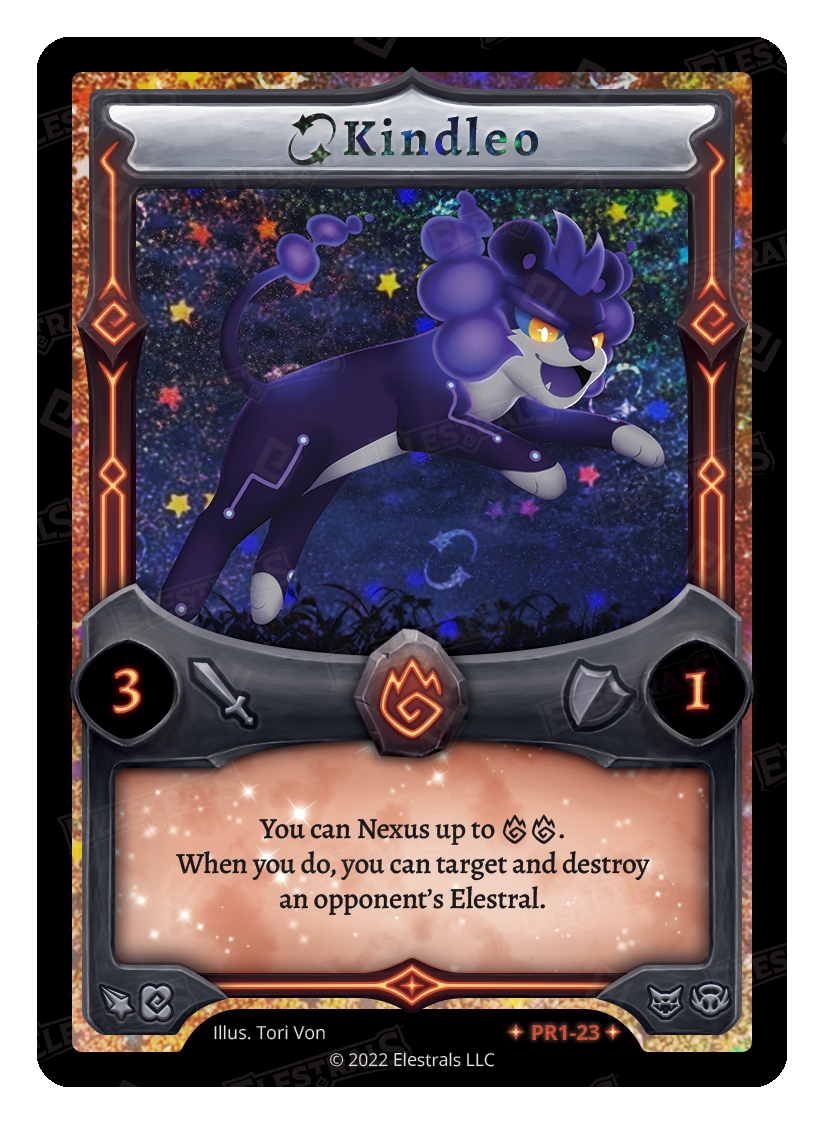 Kindleo
3
1
You can Nexus up to .
When you do, you can target and destroy
an opponent's Elestral.
Illus. Tori Von
PR1-23
© 2022 Elestrals LLC
ELESTRALS